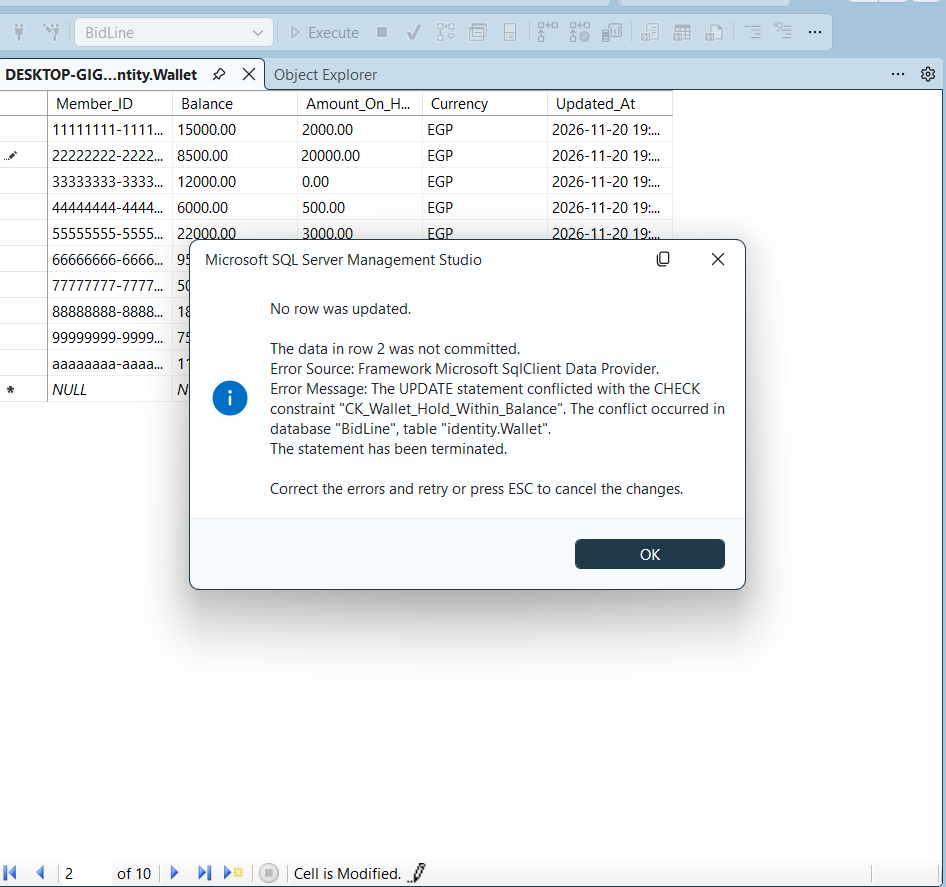 BidLine
Execute
DESKTOP-GIG...ntity.Wallet
Object Explorer
Member_ID Balance Amount_On_H... Currency Updated_At
11111111-1111... 15000.00 2000.00 EGP 2026-11-20 19:...
22222222-2222... 8500.00 20000.00 EGP 2026-11-20 19:...
33333333-3333... 12000.00 0.00 EGP 2026-11-20 19:...
44444444-4444... 6000.00 500.00 EGP 2026-11-20 19:...
55555555-5555... 22000.00 3000.00 EGP 2026-11-20 19:...
66666666-6666... 95
77777777-7777... 50
88888888-8888... 18
99999999-9999... 75
aaaaaaaa-aaaa... 11
NULL N
Microsoft SQL Server Management Studio
No row was updated.
The data in row 2 was not committed.
Error Source: Framework Microsoft SqlClient Data Provider.
Error Message: The UPDATE statement conflicted with the CHECK
constraint "CK_Wallet_Hold_Within_Balance". The conflict occurred in
database "BidLine", table "identity.Wallet".
The statement has been terminated.
Correct the errors and retry or press ESC to cancel the changes.
OK
2 of 10 Cell is Modified.